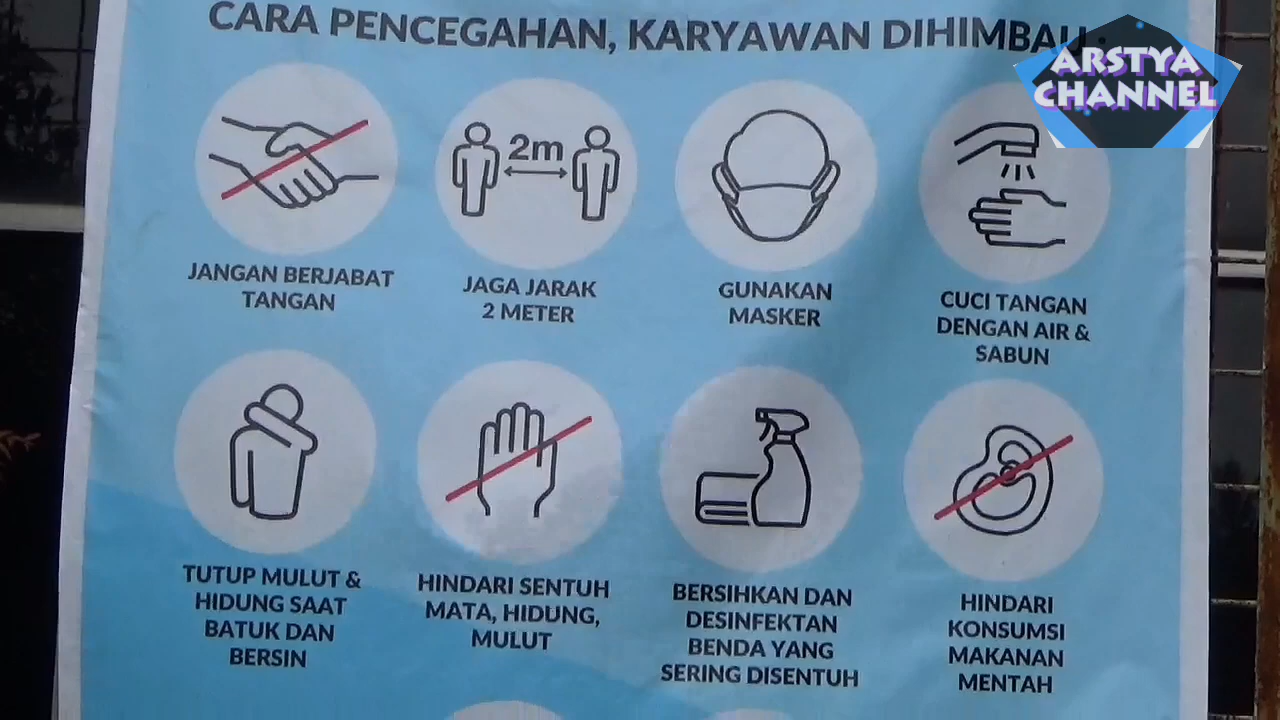 CARA PENCEGAHAN, KARYAWAN DIHIMBAU :
ARSTYA
CHANNEL
2m
JANGAN BERJABAT
TANGAN
JAGA JARAK
2 METER
GUNAKAN
MASKER
CUCI TANGAN
DENGAN AIR &
SABUN
TUTUP MULUT &
HIDUNG SAAT
BATUK DAN
BERSIN
HINDARI SENTUH
MATA, HIDUNG,
MULUT
BERSIHKAN DAN
DESINFEKTAN
BENDA YANG
SERING DISENTUH
HINDARI
KONSUMSI
MAKANAN
MENTAH